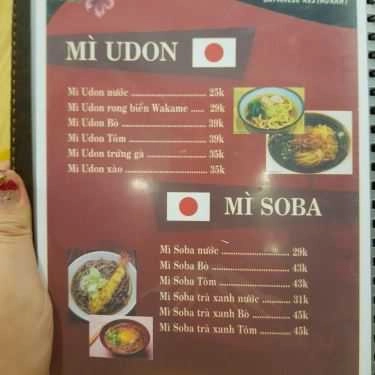 JAPANESE RESTAURANT
MÌ UDON
Mì Udon nước 25k
Mì Udon rong biển Wakame 29k
Mì Udon Bò 39k
Mì Udon Tôm 39k
Mì Udon trứng gà 35k
Mì Udon xào 35k
MÌ SOBA
Mì Soba nước 29k
Mì Soba Bò 43k
Mì Soba Tôm 43k
Mì Soba trà xanh nước 31k
Mì Soba trà xanh Bò 45k
Mì Soba trà xanh Tôm 45k